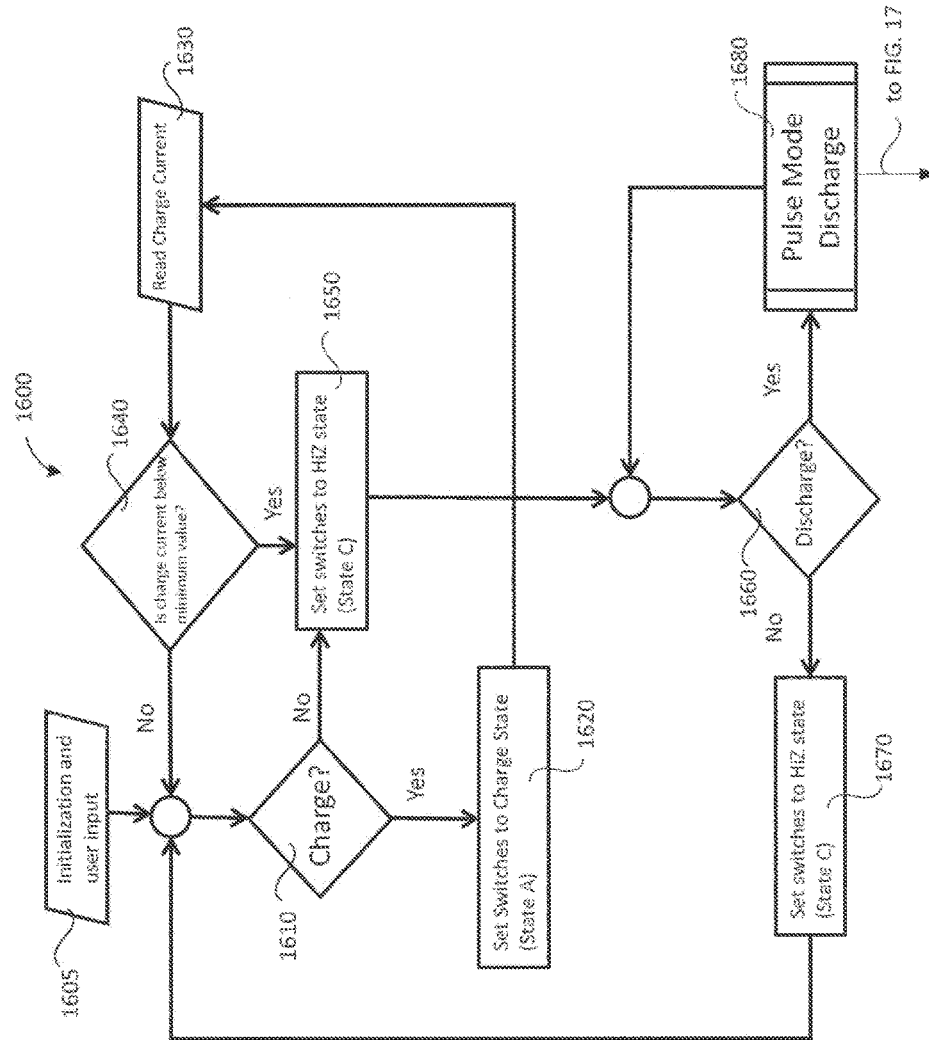 1600
Initialization and
user input
1605
Charge?
1610
No
Yes
Set Switches to Charge State
(State A)
1620
Read Charge Current
1630
Is charge current below
minimum value?
1640
No
Yes
Set switches to HiZ state
(State C)
1650
Discharge?
1660
No
Yes
Set switches to HiZ state
(State C)
1670
Pulse Mode
Discharge
1680
to FIG. 17